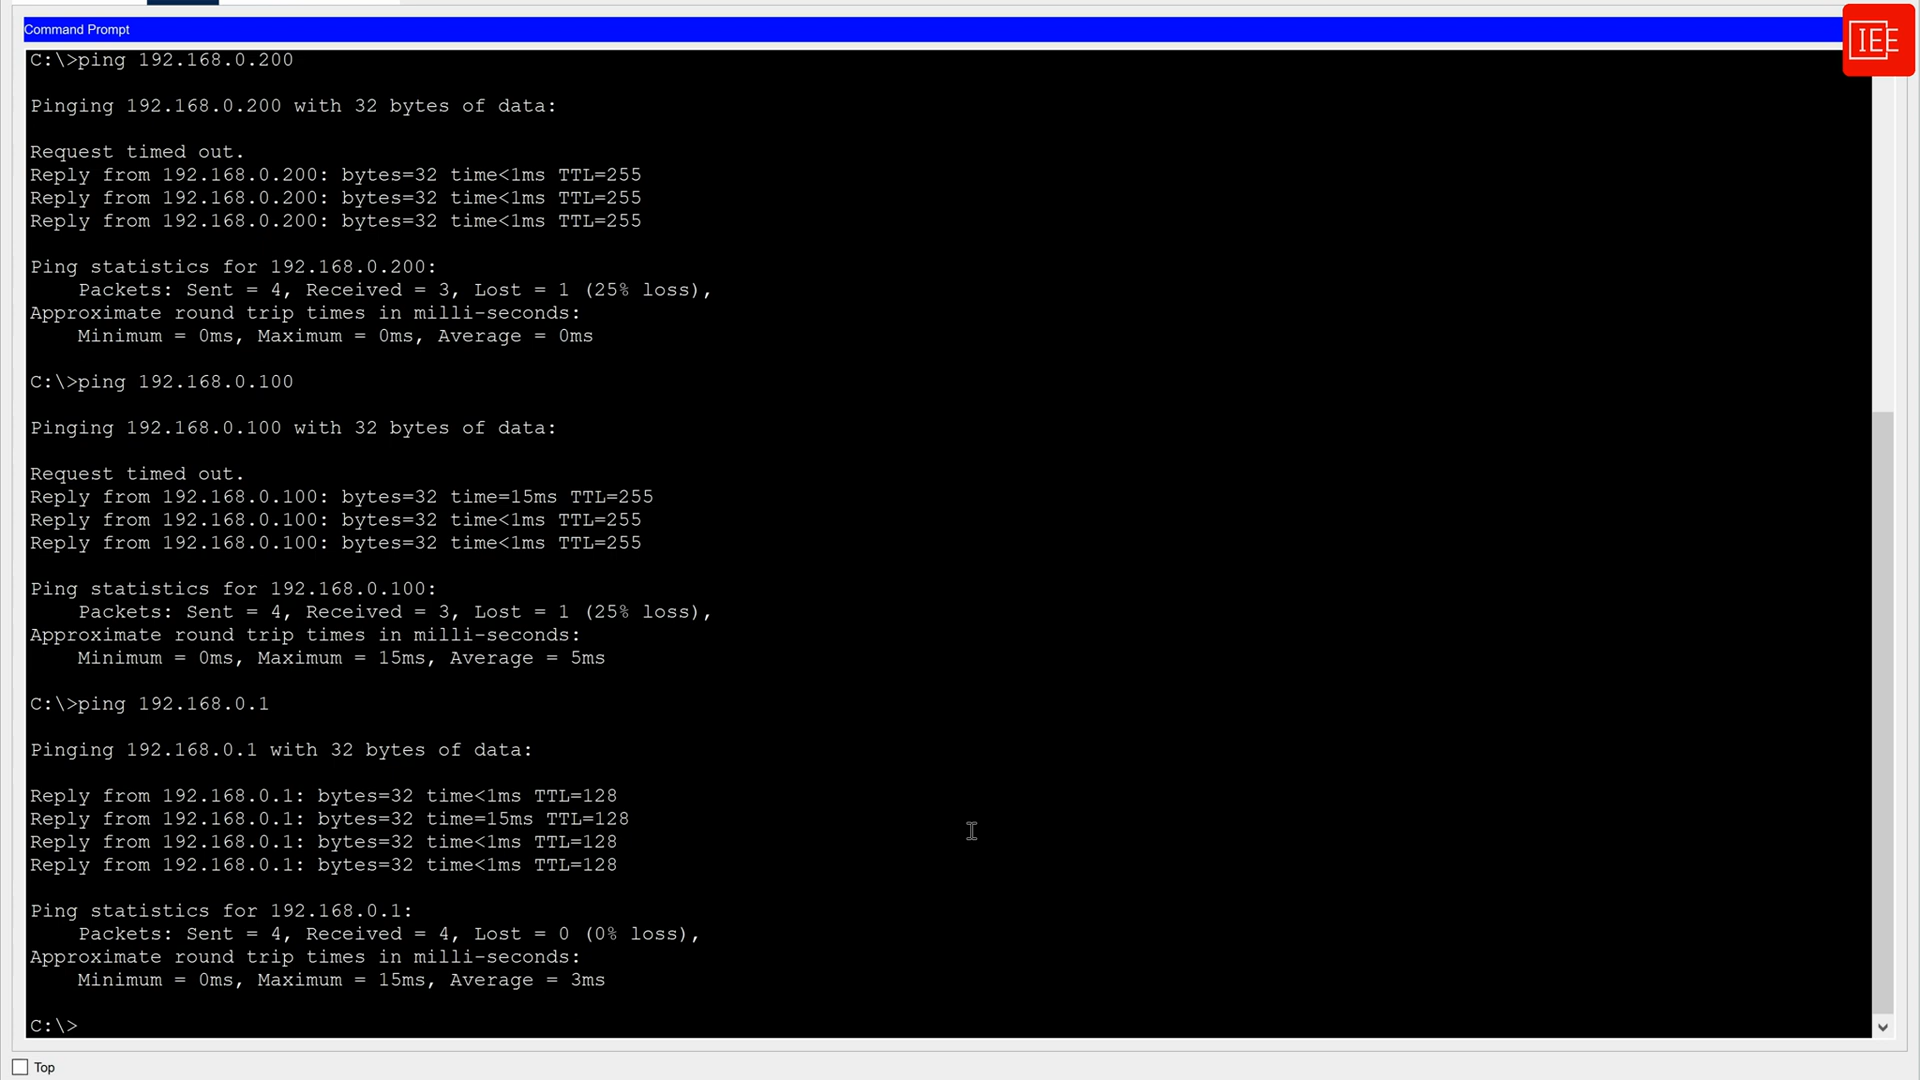 Command Prompt
IEE
C:\>ping 192.168.0.200
Pinging 192.168.0.200 with 32 bytes of data:
Request timed out.
Reply from 192.168.0.200: bytes=32 time<1ms TTL=255
Reply from 192.168.0.200: bytes=32 time<1ms TTL=255
Reply from 192.168.0.200: bytes=32 time<1ms TTL=255
Ping statistics for 192.168.0.200:
Packets: Sent = 4, Received = 3, Lost = 1 (25% loss),
Approximate round trip times in milli-seconds:
Minimum = 0ms, Maximum = 0ms, Average = 0ms
C:\>ping 192.168.0.100
Pinging 192.168.0.100 with 32 bytes of data:
Request timed out.
Reply from 192.168.0.100: bytes=32 time=15ms TTL=255
Reply from 192.168.0.100: bytes=32 time<1ms TTL=255
Reply from 192.168.0.100: bytes=32 time<1ms TTL=255
Ping statistics for 192.168.0.100:
Packets: Sent = 4, Received = 3, Lost = 1 (25% loss),
Approximate round trip times in milli-seconds:
Minimum = 0ms, Maximum = 15ms, Average = 5ms
C:\>ping 192.168.0.1
Pinging 192.168.0.1 with 32 bytes of data:
Reply from 192.168.0.1: bytes=32 time<1ms TTL=128
Reply from 192.168.0.1: bytes=32 time=15ms TTL=128
Reply from 192.168.0.1: bytes=32 time<1ms TTL=128
Reply from 192.168.0.1: bytes=32 time<1ms TTL=128
Ping statistics for 192.168.0.1:
Packets: Sent = 4, Received = 4, Lost = 0 (0% loss),
Approximate round trip times in milli-seconds:
Minimum = 0ms, Maximum = 15ms, Average = 3ms
C:\>
Top